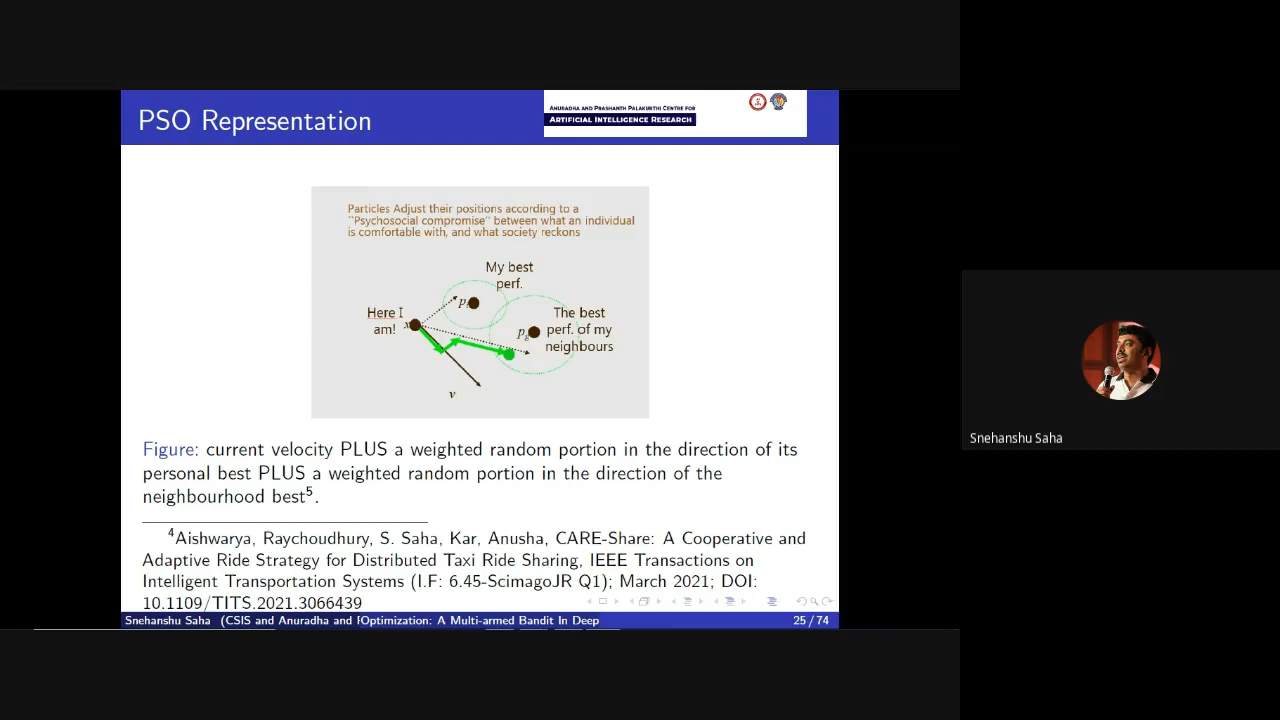 PSO Representation
ANURADHA AND PRASHANTH PALAKURTHI CENTRE FOR
ARTIFICIAL INTELLIGENCE RESEARCH
Particles Adjust their positions according to a
``Psychosocial compromise'' between what an individual
is comfortable with, and what society reckons
My best
perf.
Here I
am!
x
p
The best
perf. of my
neighbours
pg
v
Figure: current velocity PLUS a weighted random portion in the direction of its
personal best PLUS a weighted random portion in the direction of the
neighbourhood best5.
4Aishwarya, Raychoudhury, S. Saha, Kar, Anusha, CARE-Share: A Cooperative and
Adaptive Ride Strategy for Distributed Taxi Ride Sharing, IEEE Transactions on
Intelligent Transportation Systems (I.F: 6.45-ScimagoJR Q1); March 2021; DOI:
10.1109/TITS.2021.3066439
Snehanshu Saha (CSIS and Anuradha and Optimization: A Multi-armed Bandit In Deep 25 / 74
Snehanshu Saha